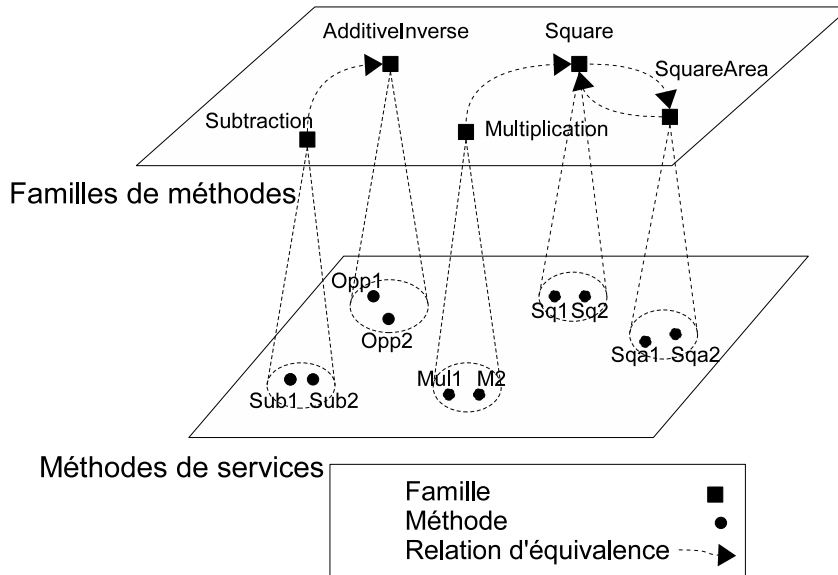 AdditiveInverse
Square
SquareArea
Subtraction
Multiplication
Familles de méthodes
Opp1
Opp2
Sq1 Sq2
Sqa1 Sqa2
Mul1 M2
Sub1 Sub2
Méthodes de services
Famille
Méthode
Relation d'équivalence